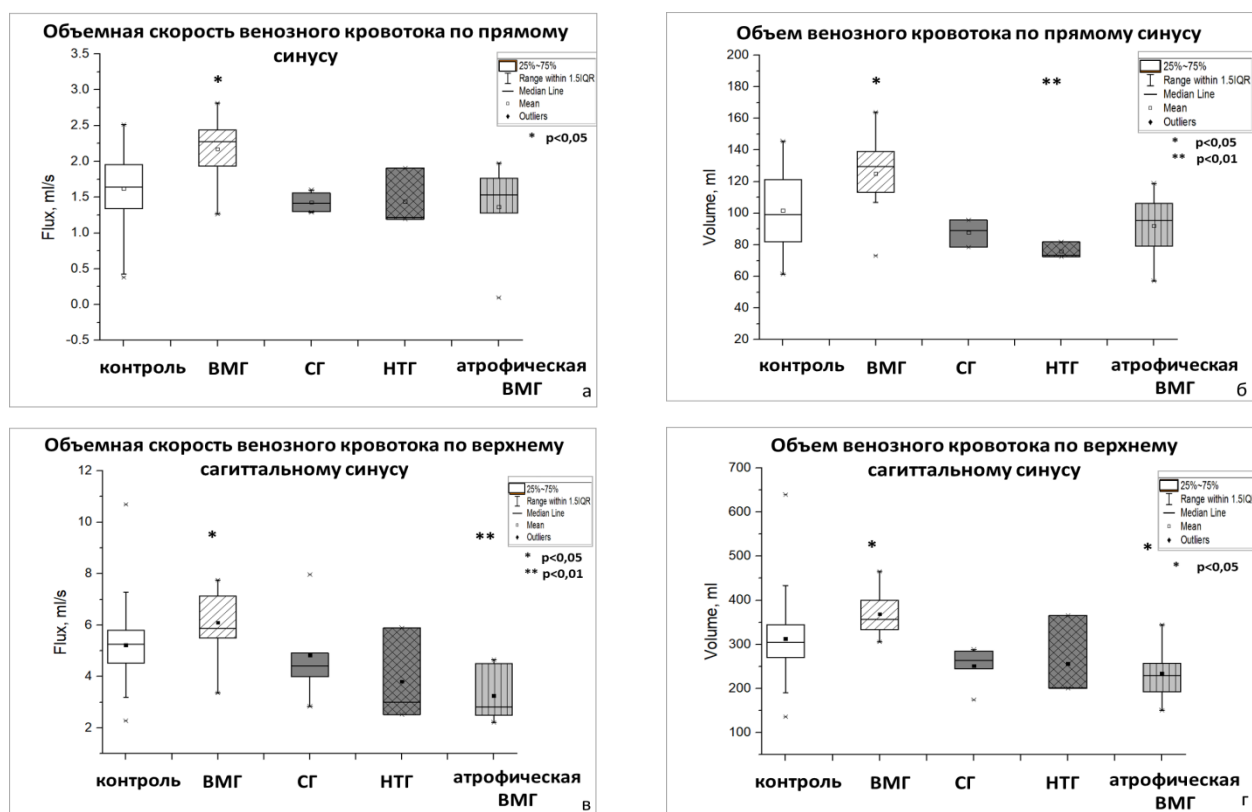 Объемная скорость венозного кровотока по прямому
синусу
25%~75%
Range within 1.5IQR
Median Line
Mean
Outliers
* p<0,05
*
Flux, ml/s
3.5
3.0
2.5
2.0
1.5
1.0
0.5
0.0
-0.5
контроль ВМГ СГ НТГ атрофическая
ВМГ
а
Объем венозного кровотока по прямому синусу
25%~75%
Range within 1.5IQR
Median Line
Mean
Outliers
* p<0,05
** p<0,01
* **
Volume, ml
200
180
160
140
120
100
80
60
40
20
контроль ВМГ СГ НТГ атрофическая
ВМГ
б
Объемная скорость венозного кровотока по верхнему
сагиттальному синусу
25%~75%
Range within 1.5IQR
Median Line
Mean
Outliers
* p<0,05
** p<0,01
* **
Flux, ml/s
12
10
8
6
4
2
контроль ВМГ СГ НТГ атрофическая
ВМГ
в
Объем венозного кровотока по верхнему
сагиттальному синусу
25%~75%
Range within 1.5IQR
Median Line
Mean
Outliers
* p<0,05
* *
Volume, ml
700
600
500
400
300
200
100
контроль ВМГ СГ НТГ атрофическая
ВМГ
г